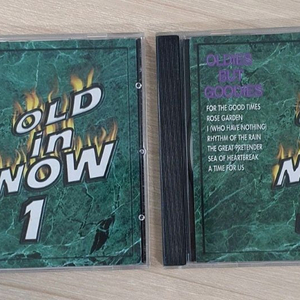 OLD
in
NOW
1
OLDIES
BUT
GOODIES
FOR THE GOOD TIMES
ROSE GARDEN
I (WHO HAVE NOTHING)
RHYTHM OF THE RAIN
THE GREAT PRETENDER
SEA OF HEARTBREAK
A TIME FOR US